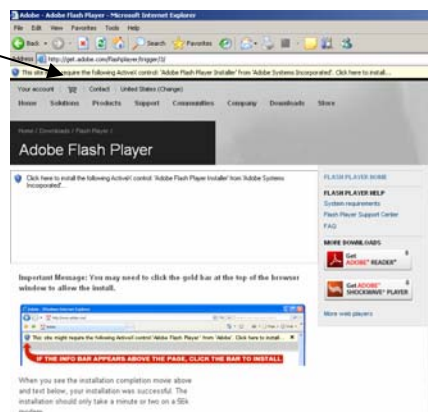 Adobe - Adobe Flash Player - Microsoft Internet Explorer
File Edit View Favorites Tools Help
Back Search Favorites
Address http://get.adobe.com/flashplayer/trigger/3/
This site might require the following ActiveX control: 'Adobe Flash Player Installer' from 'Adobe Systems Incorporated'. Click here to install...
Your account Contact United States (Change)
Home Solutions Products Support Communities Company Downloads Store
Home / Downloads / Flash Player /
Adobe Flash Player
Click here to install the following ActiveX control: 'Adobe Flash Player Installer' from 'Adobe Systems
Incorporated'...
FLASH PLAYER HOME
FLASH PLAYER HELP
System requirements
Flash Player Support Center
FAQ
MORE DOWNLOADS
Get
ADOBE® READER®
Get ADOBE®
SHOCKWAVE® PLAYER
More web players
Important Message: You may need to click the gold bar at the top of the browser
window to allow the install.
This site might require the following ActiveX control: 'Adobe Flash Player' from 'Adobe'. Click here to install...
IF THE INFO BAR APPEARS ABOVE THE PAGE, CLICK THE BAR TO INSTALL
When you see the installation completion movie above
and text below, your installation was successful. The
installation should only take a minute or two on a 56k
modem.